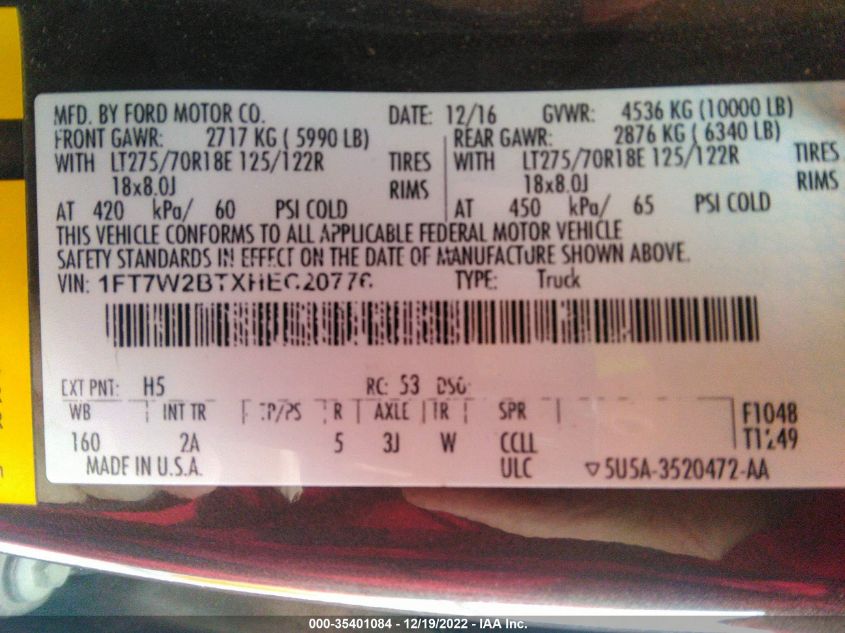 MFD. BY FORD MOTOR CO. DATE: 12/16 GVWR: 4536 KG (10000 LB)
FRONT GAWR: 2717 KG ( 5990 LB) REAR GAWR: 2876 KG ( 6340 LB)
WITH LT275/70R18E 125/122R TIRES WITH LT275/70R18E 125/122R TIRES
18x8.0J RIMS 18x8.0J RIMS
AT 420 kPa/ 60 PSI COLD AT 450 kPa/ 65 PSI COLD
THIS VEHICLE CONFORMS TO ALL APPLICABLE FEDERAL MOTOR VEHICLE
SAFETY STANDARDS IN EFFECT ON THE DATE OF MANUFACTURE SHOWN ABOVE.
VIN: TYPE: Truck
EXT PNT: H5 RC: 53 DSO:
WB INT TR TP/PS R AXLE TR SPR F1048
160 2A 5 3J W CCLL
MADE IN U.S.A. ULC 5U5A-3520472-AA
000-35401084 - 12/19/2022 - IAA Inc.